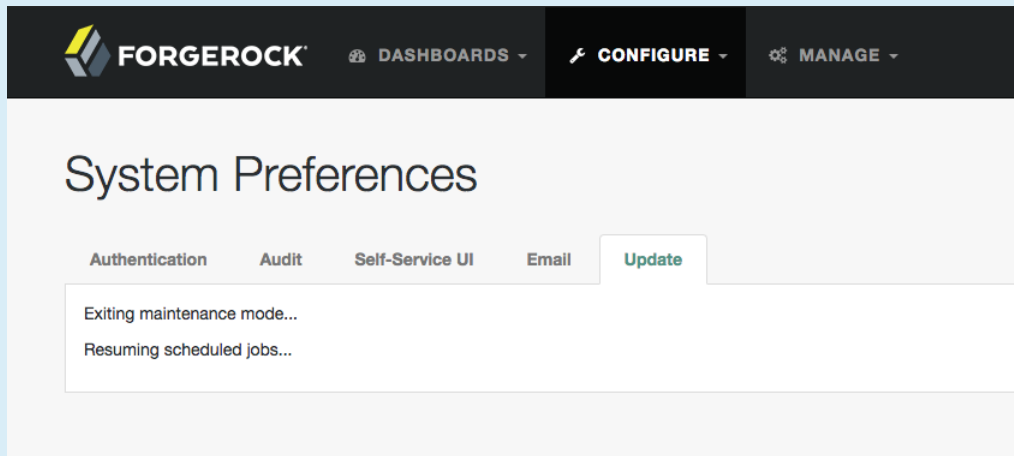 FORGEROCK DASHBOARDS CONFIGURE MANAGE
System Preferences
Authentication Audit Self-Service UI Email Update
Exiting maintenance mode...
Resuming scheduled jobs...